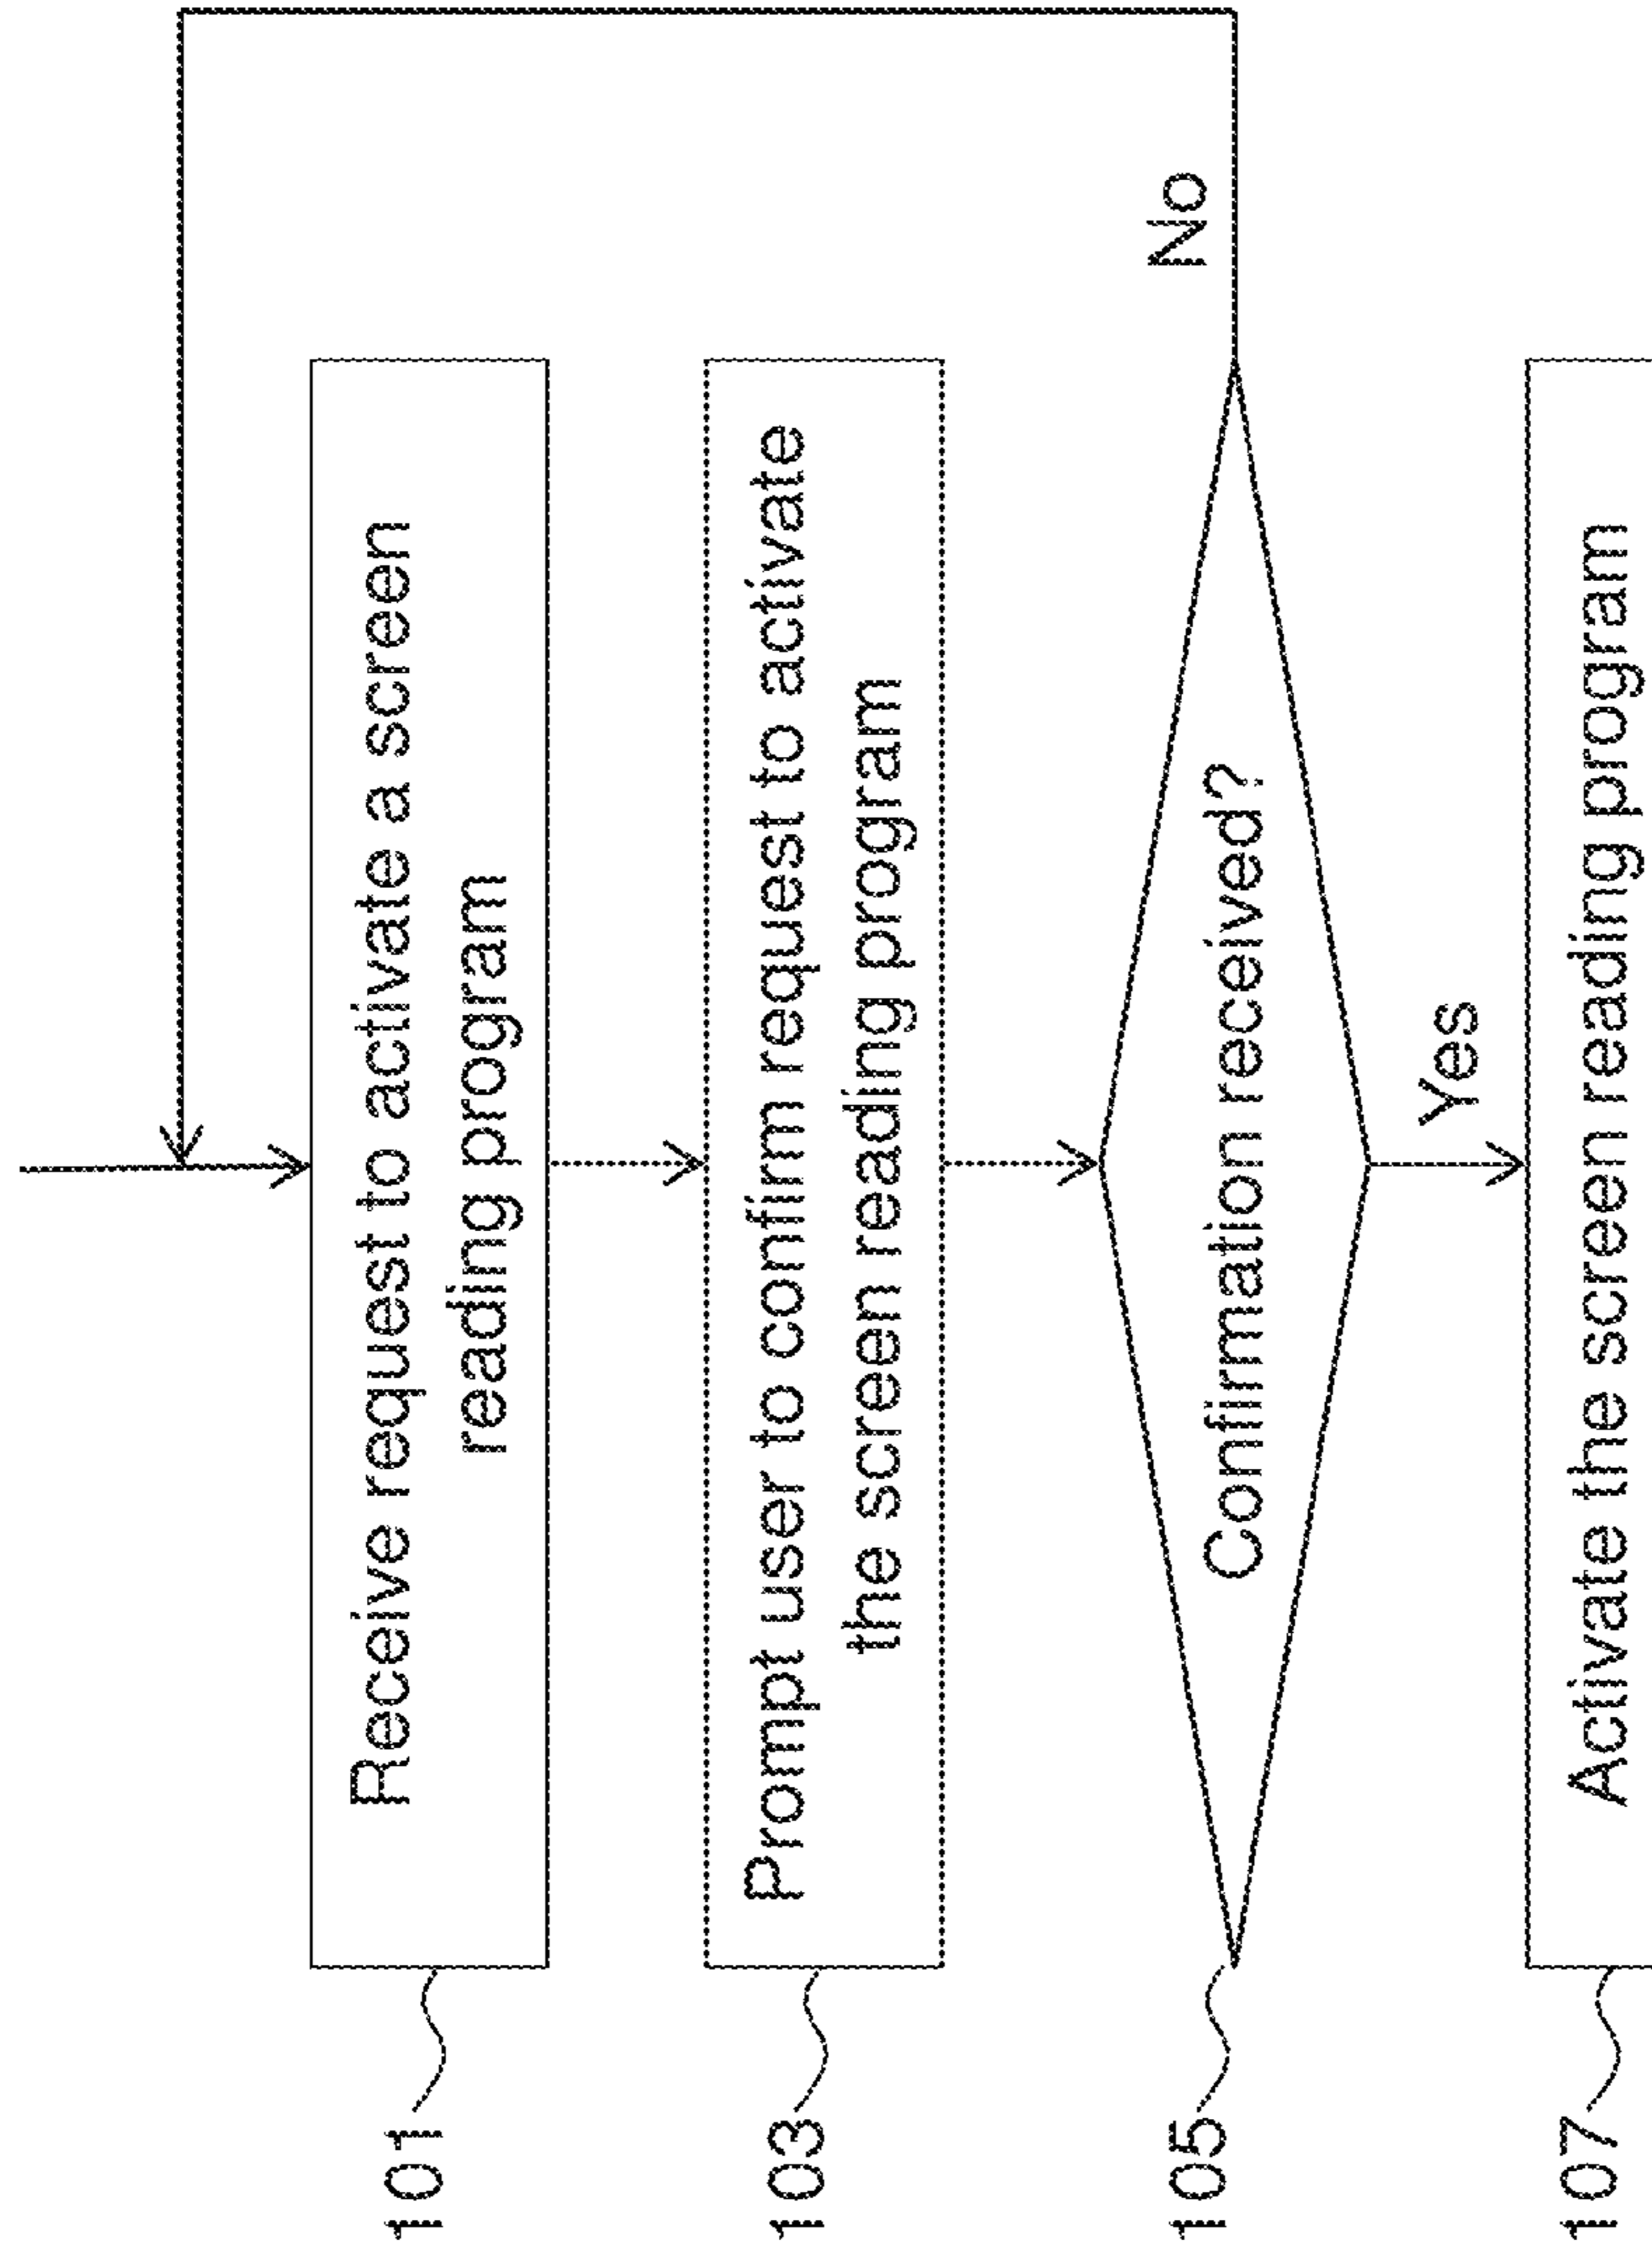 101
Receive request to activate a screen
reading program
103
Prompt user to confirm request to activate
the screen reading program
105
Confirmation received?
No
Yes
107
Activate the screen reading program